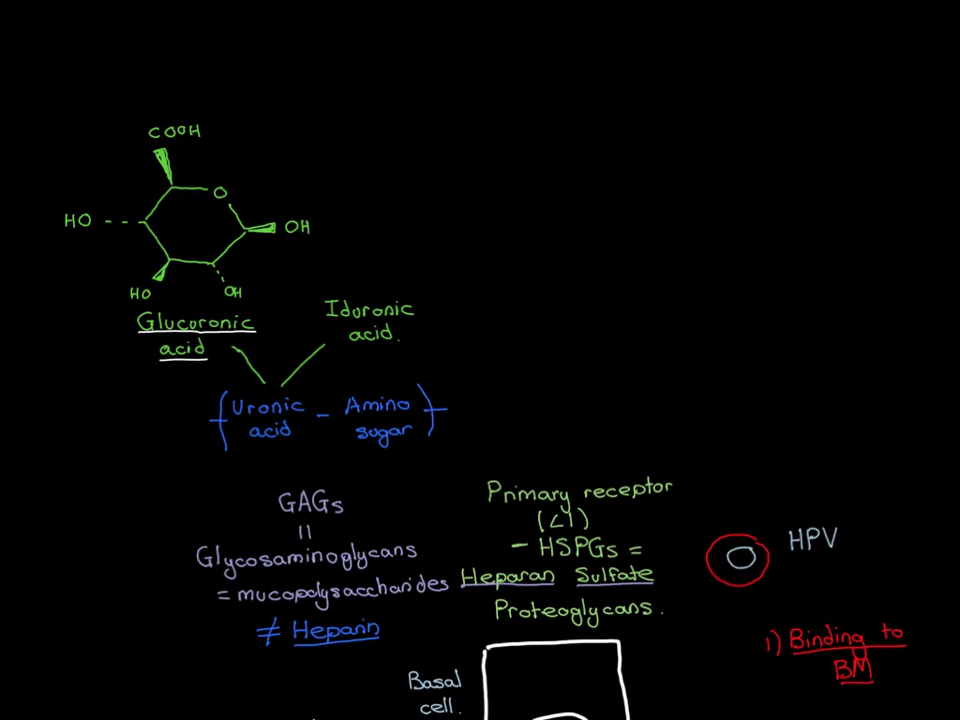 COOH
O
HO
OH
HO
OH
Glucuronic
acid
Iduronic
acid.
Uronic - Amino
acid sugar
GAGs
=
Glycosaminoglycans
= mucopolysaccharides
≠ Heparin
Primary receptor
(L1)
- HSPGs =
Heparan Sulfate
Proteoglycans.
HPV
1) Binding to
BM
Basal
cell.